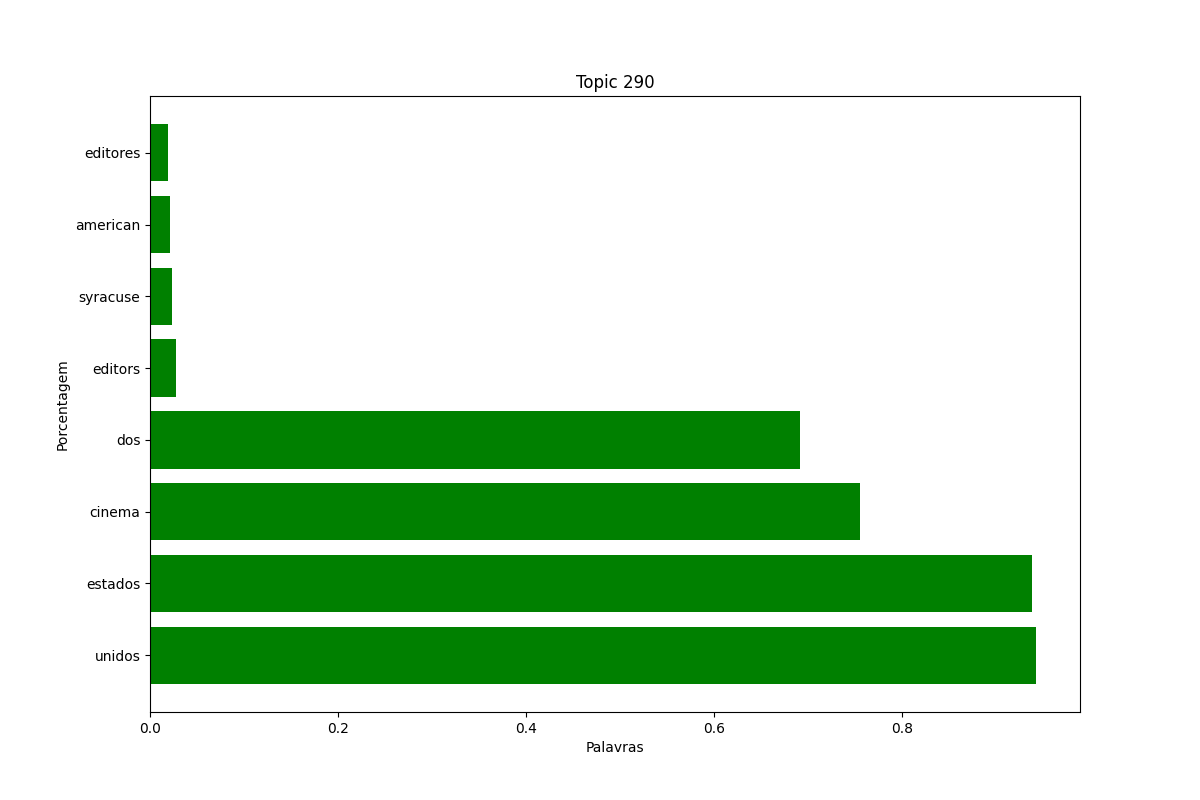 Topic 290
editores
american
syracuse
editors
dos
cinema
estados
unidos
Porcentagem
0.0 0.2 0.4 0.6 0.8
Palavras